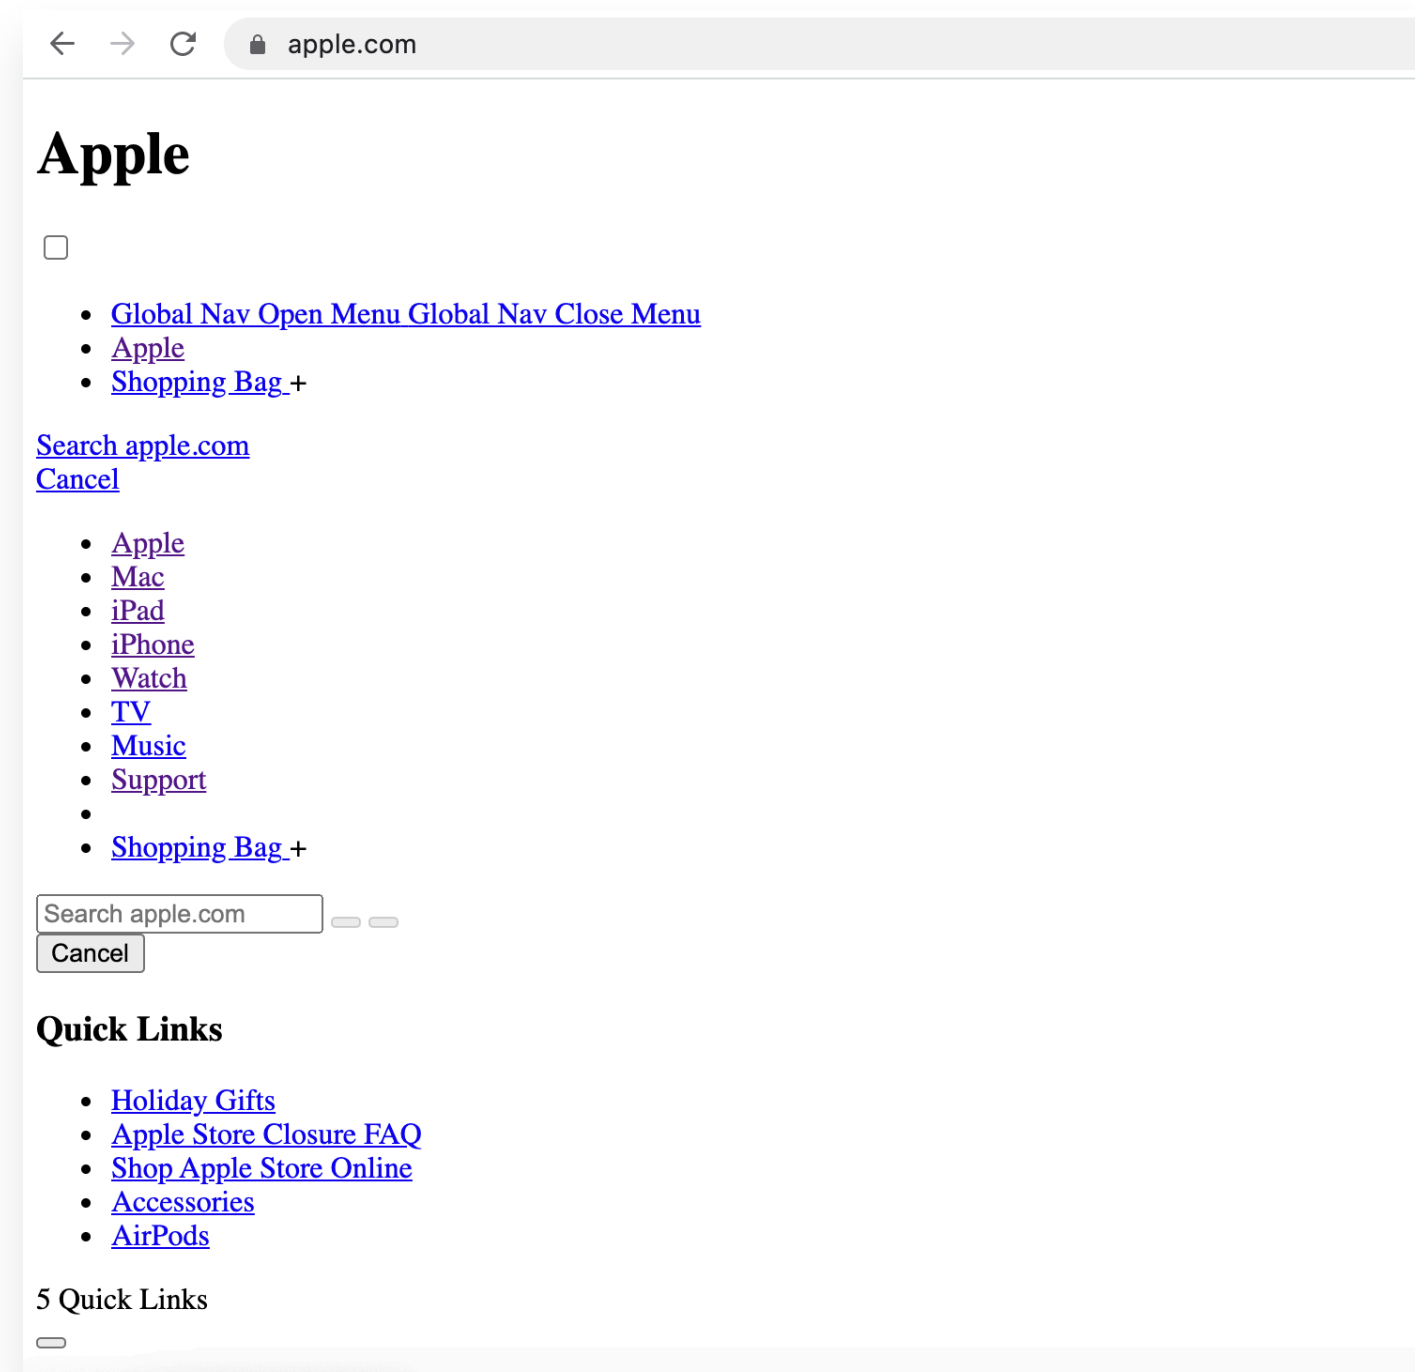 apple.com
Apple
Global Nav Open Menu Global Nav Close Menu
Apple
Shopping Bag +
Search apple.com
Cancel
Apple
Mac
iPad
iPhone
Watch
TV
Music
Support
Shopping Bag +
Search apple.com
Cancel
Quick Links
Holiday Gifts
Apple Store Closure FAQ
Shop Apple Store Online
Accessories
AirPods
5 Quick Links